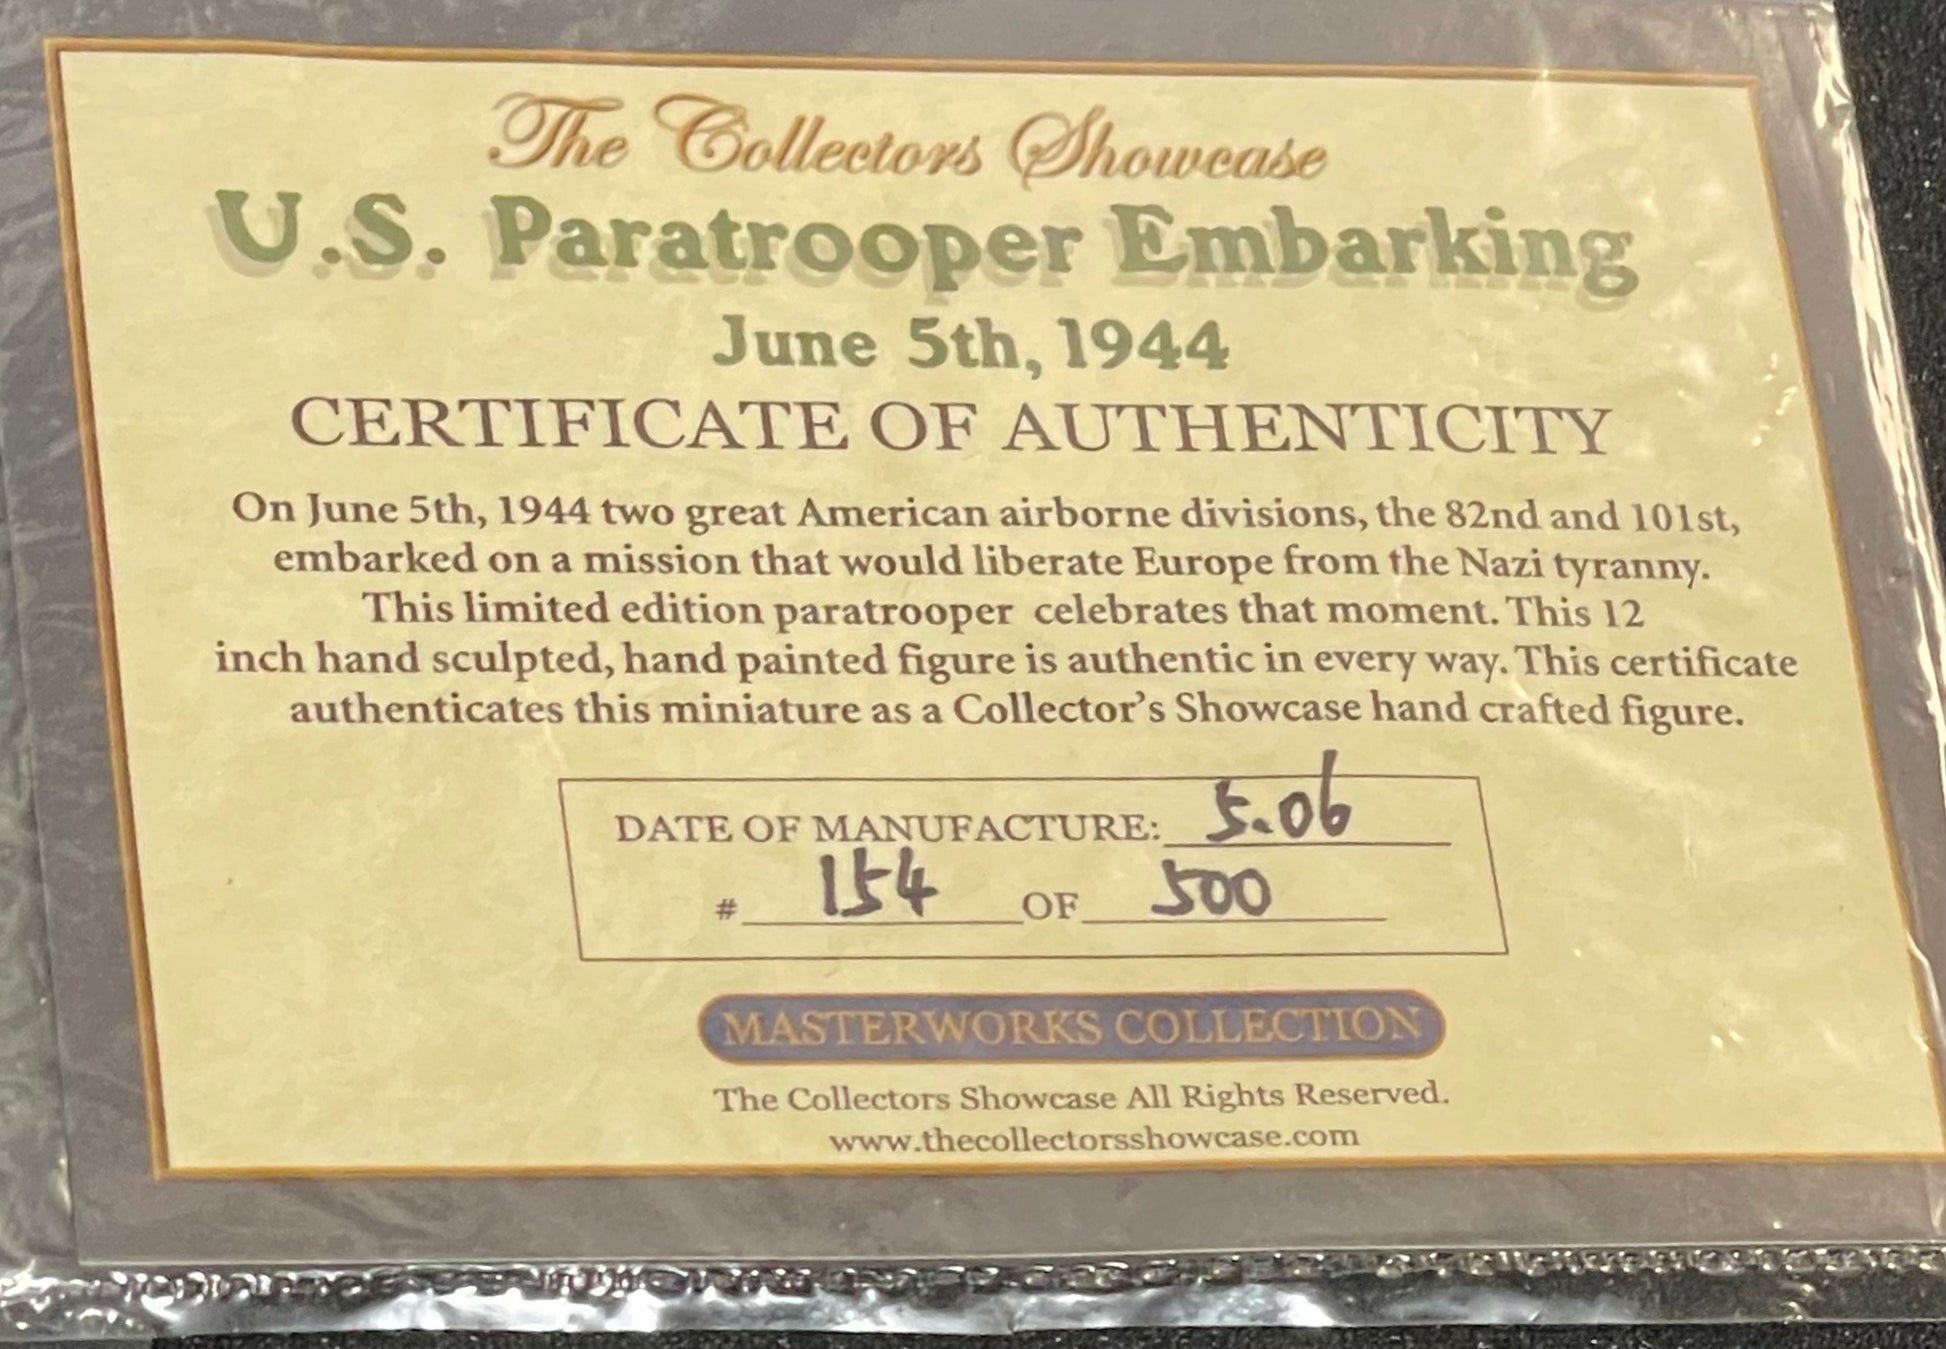 The Collectors Showcase
U.S. Paratrooper Embarking
June 5th, 1944
CERTIFICATE OF AUTHENTICITY
On June 5th, 1944 two great American airborne divisions, the 82nd and 101st,
embarked on a mission that would liberate Europe from the Nazi tyranny.
This limited edition paratrooper celebrates that moment. This 12
inch hand sculpted, hand painted figure is authentic in every way. This certificate
authenticates this miniature as a Collector's Showcase hand crafted figure.
DATE OF MANUFACTURE: 5.06
# 154 OF 500
MASTERWORKS COLLECTION
The Collectors Showcase All Rights Reserved.
www.thecollectorsshowcase.com